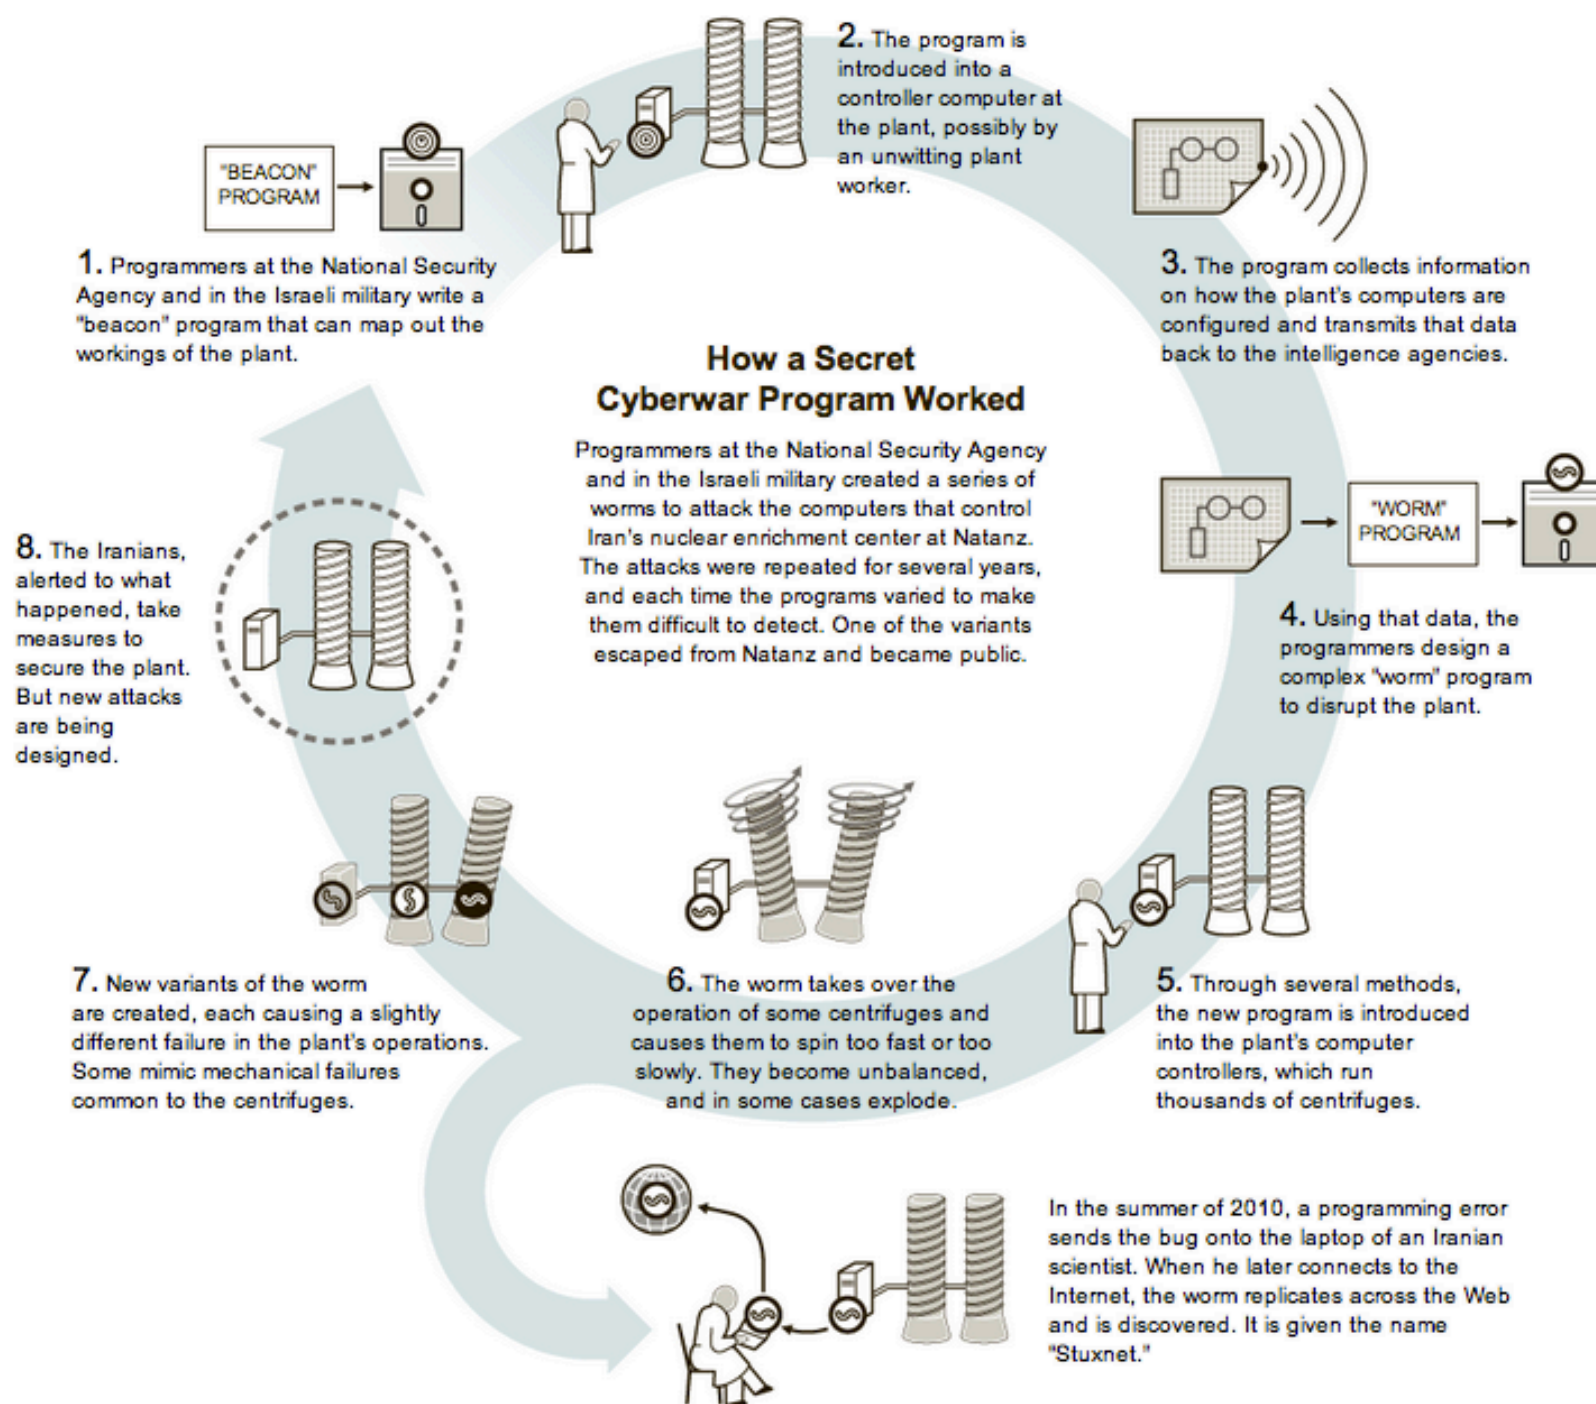 "BEACON"
PROGRAM
1. Programmers at the National Security
Agency and in the Israeli military write a
"beacon" program that can map out the
workings of the plant.
2. The program is
introduced into a
controller computer at
the plant, possibly by
an unwitting plant
worker.
3. The program collects information
on how the plant's computers are
configured and transmits that data
back to the intelligence agencies.
How a Secret
Cyberwar Program Worked
Programmers at the National Security Agency
and in the Israeli military created a series of
worms to attack the computers that control
Iran's nuclear enrichment center at Natanz.
The attacks were repeated for several years,
and each time the programs varied to make
them difficult to detect. One of the variants
escaped from Natanz and became public.
"WORM"
PROGRAM
4. Using that data, the
programmers design a
complex "worm" program
to disrupt the plant.
5. Through several methods,
the new program is introduced
into the plant's computer
controllers, which run
thousands of centrifuges.
6. The worm takes over the
operation of some centrifuges and
causes them to spin too fast or too
slowly. They become unbalanced,
and in some cases explode.
7. New variants of the worm
are created, each causing a slightly
different failure in the plant's operations.
Some mimic mechanical failures
common to the centrifuges.
8. The Iranians,
alerted to what
happened, take
measures to
secure the plant.
But new attacks
are being
designed.
In the summer of 2010, a programming error
sends the bug onto the laptop of an Iranian
scientist. When he later connects to the
Internet, the worm replicates across the Web
and is discovered. It is given the name
"Stuxnet."